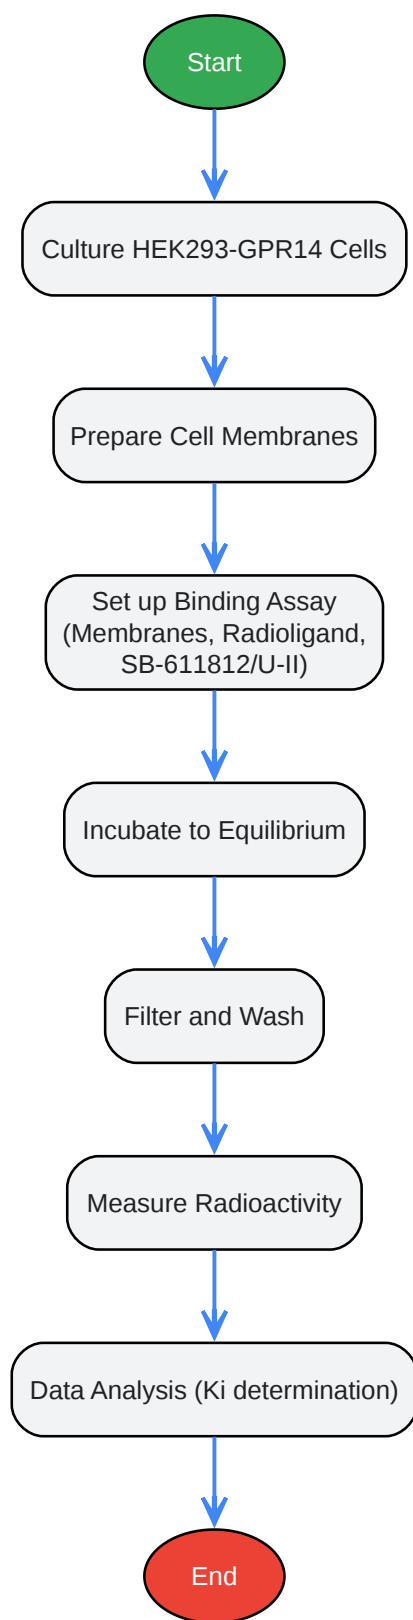 Start
Culture HEK293-GPR14 Cells
Prepare Cell Membranes
Set up Binding Assay
(Membranes, Radioligand,
SB-611812/U-II)
Incubate to Equilibrium
Filter and Wash
Measure Radioactivity
Data Analysis (Ki determination)
End